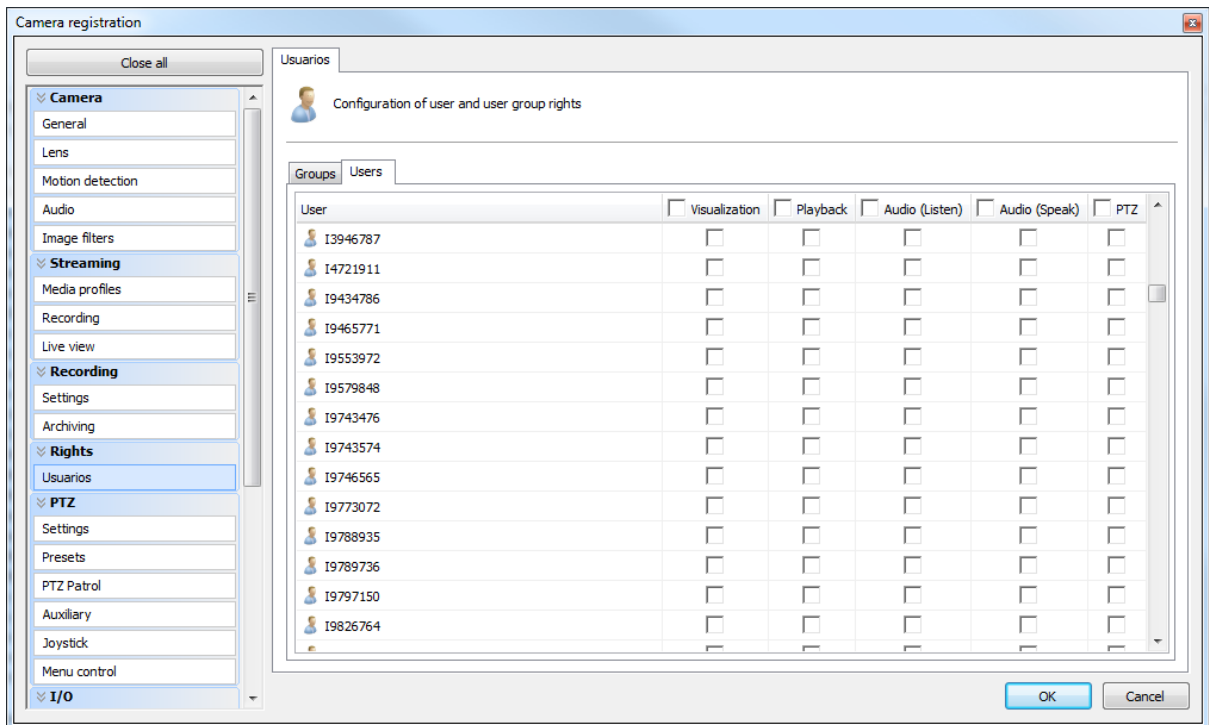 Camera registration
Close all
Camera
General
Lens
Motion detection
Audio
Image filters
Streaming
Media profiles
Recording
Live view
Recording
Settings
Archiving
Rights
Usuarios
PTZ
Settings
Presets
PTZ Patrol
Auxiliary
Joystick
Menu control
I/O
Usuarios
Configuration of user and user group rights
Groups Users
User Visualization Playback Audio (Listen) Audio (Speak) PTZ
I3946787
I4721911
I9434786
I9465771
I9553972
I9579848
I9743476
I9743574
I9746565
I9773072
I9788935
I9789736
I9797150
I9826764
OK Cancel